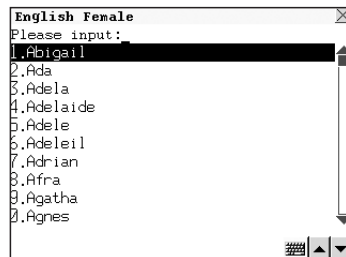 English Female
Please input:_
1.Abigail
2.Ada
3.Adela
4.Adelaide
5.Adele
6.Adeleil
7.Adrian
8.Afra
9.Agatha
0.Agnes